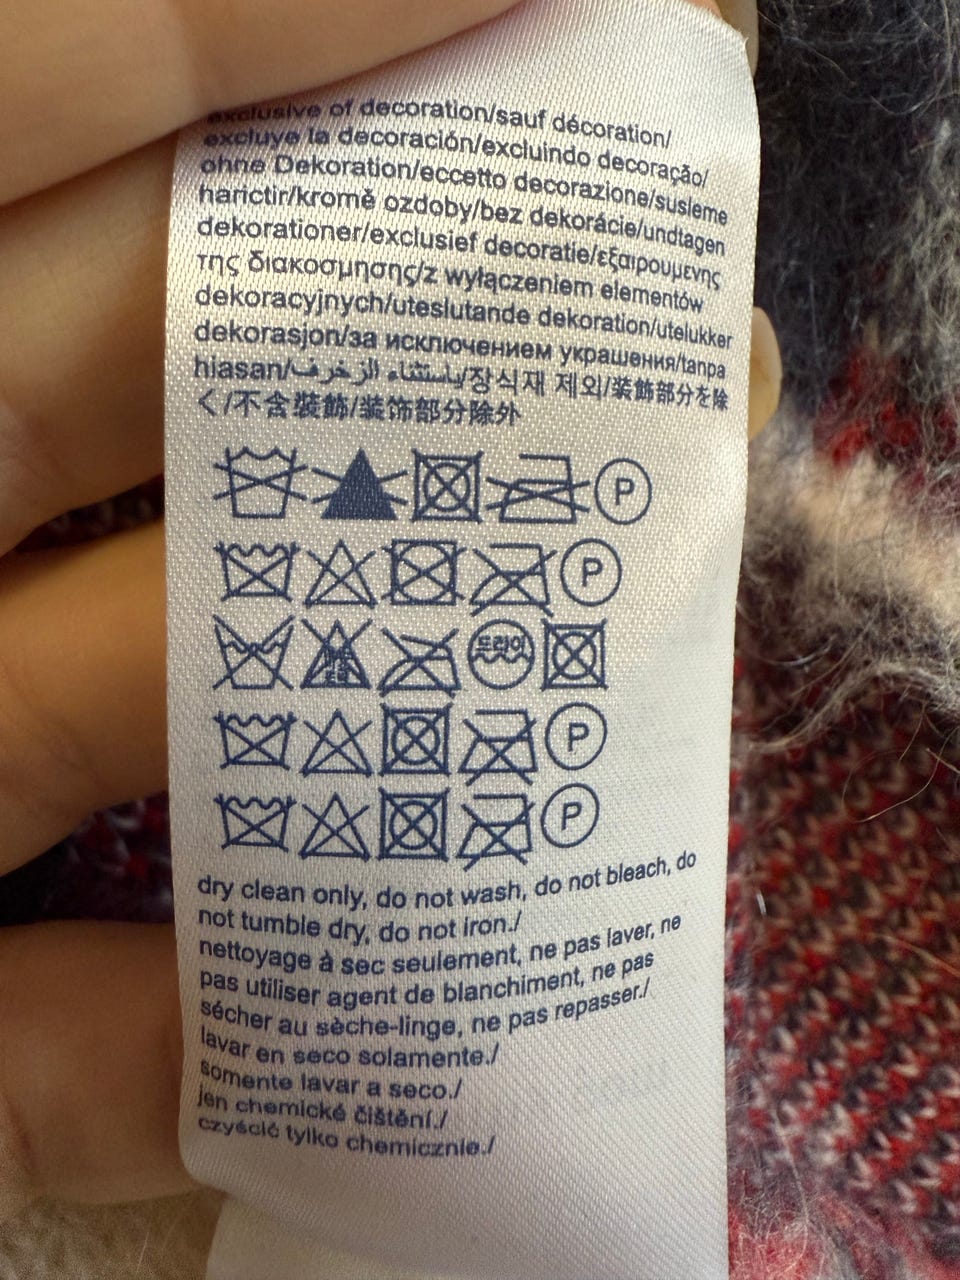 exclusive of decoration/sauf décoration/
excluye la decoración/excluindo decoração/
ohne Dekoration/eccetto decorazione/susleme
harictir/kromě ozdoby/bez dekorácie/undtagen
dekorationer/exclusief decoratie/εξαιρουμενης
της διακοσμησης/z wyłączeniem elementów
dekoracyjnych/uteslutande dekoration/utelukker
dekorasjon/за исключением украшения/tanpa
hiasan/باستثناء الزخرف/장식재 제외/装飾部分を除
く/不含裝飾/装饰部分除外
P
P
드라이
P
P
dry clean only, do not wash, do not bleach, do
not tumble dry, do not iron./
nettoyage à sec seulement, ne pas laver, ne
pas utiliser agent de blanchiment, ne pas
sécher au sèche-linge, ne pas repasser./
lavar en seco solamente./
somente lavar a seco./
jen chemické čištění./
czyścić tylko chemicznie./